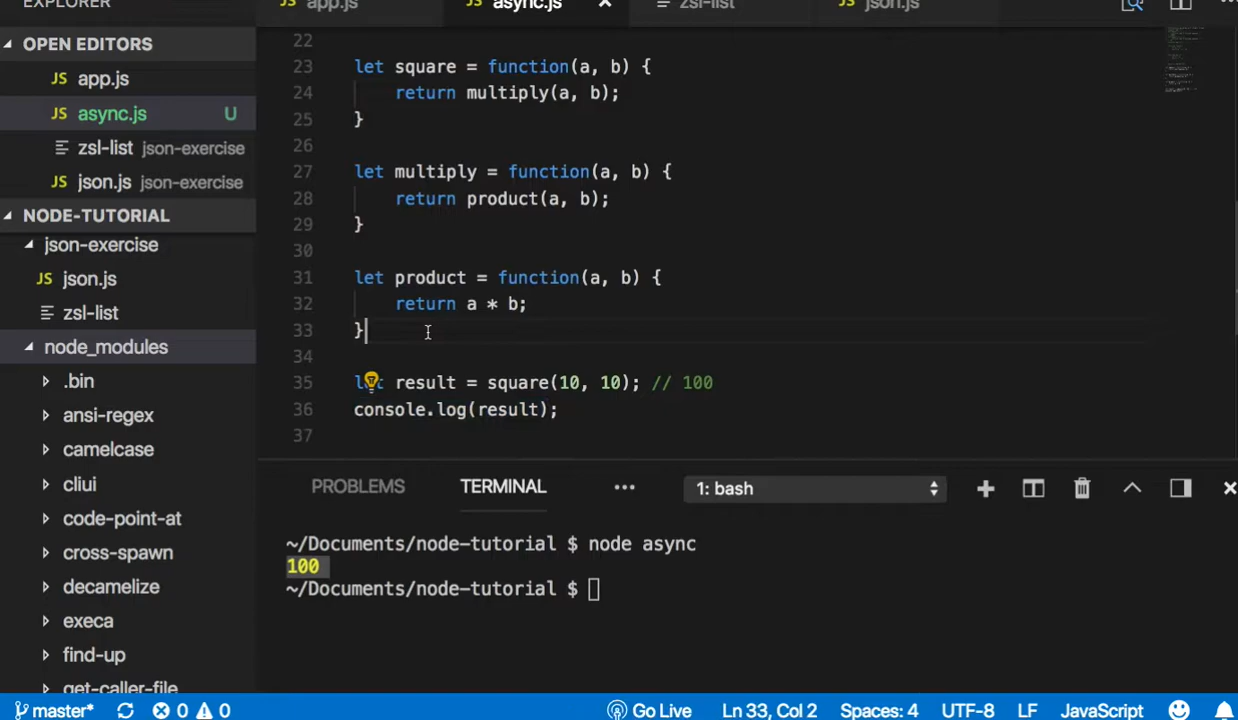 EXPLORER
app.js
async.js
zsl-list
json.js
OPEN EDITORS
JS app.js
JS async.js U
zsl-list json-exercise
JS json.js json-exercise
NODE-TUTORIAL
json-exercise
JS json.js
zsl-list
node_modules
.bin
ansi-regex
camelcase
cliui
code-point-at
cross-spawn
decamelize
execa
find-up
get-caller-file
22
23 let square = function(a, b) {
24 return multiply(a, b);
25 }
26
27 let multiply = function(a, b) {
28 return product(a, b);
29 }
30
31 let product = function(a, b) {
32 return a * b;
33 }
34
35 let result = square(10, 10); // 100
36 console.log(result);
37
PROBLEMS TERMINAL ••• 1: bash
~/Documents/node-tutorial $ node async
100
~/Documents/node-tutorial $
master* 0 0 Go Live Ln 33, Col 2 Spaces: 4 UTF-8 LF JavaScript